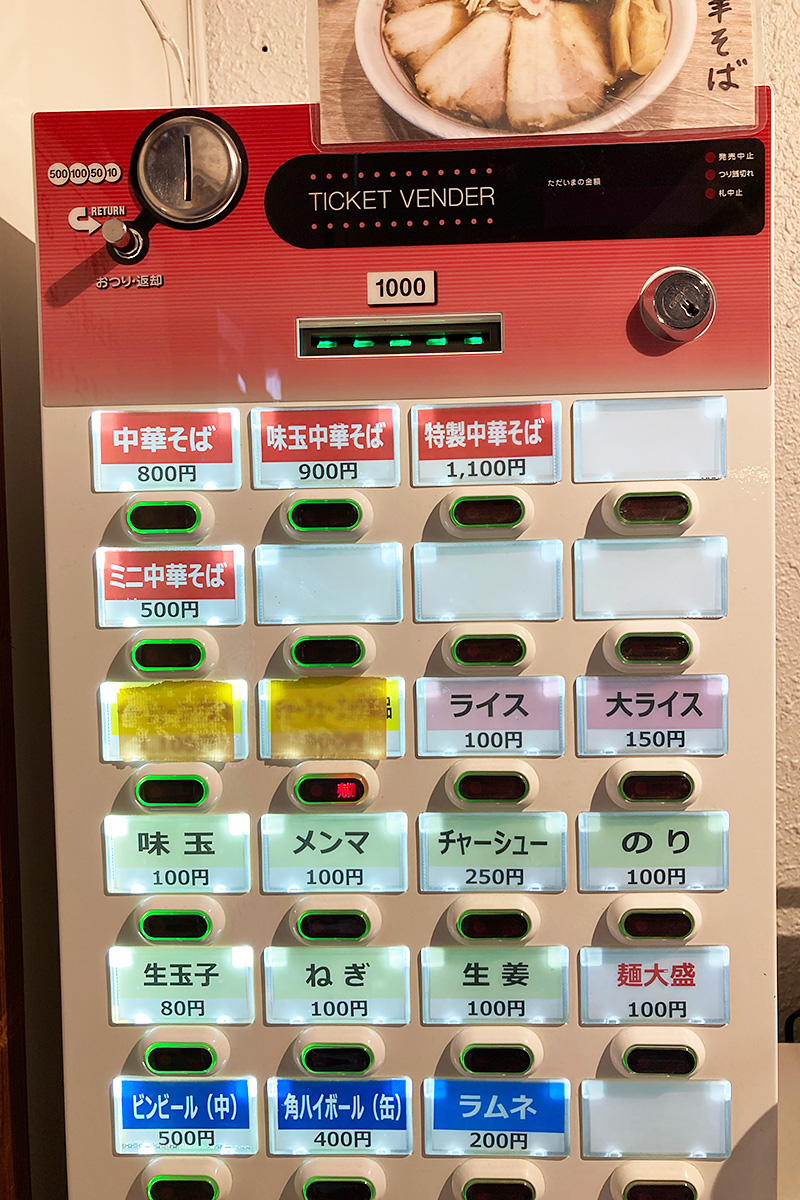 華そば
500 100 50 10
RETURN
おつり・返却
TICKET VENDER
ただいまの金額
発売中止
つり銭切れ
札中止
1000
中華そば
800円
味玉中華そば
900円
特製中華そば
1,100円
ミニ中華そば
500円
品
ライス
100円
大ライス
150円
味玉
100円
メンマ
100円
チャーシュー
250円
のり
100円
生玉子
80円
ねぎ
100円
生姜
100円
麺大盛
100円
ビンビール（中）
500円
角ハイボール（缶）
400円
ラムネ
200円